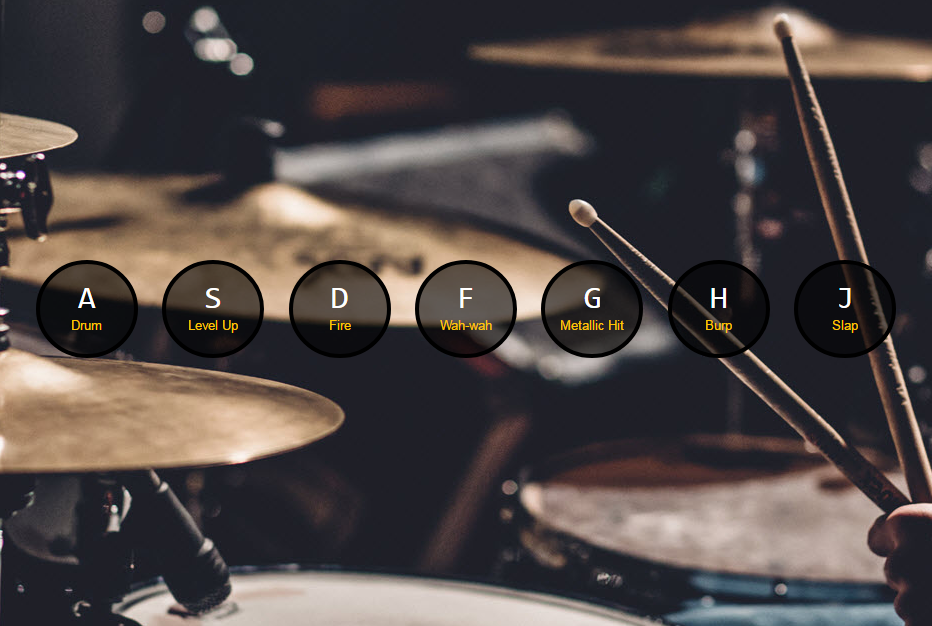 A
Drum
S
Level Up
D
Fire
F
Wah-wah
G
Metallic Hit
H
Burp
J
Slap